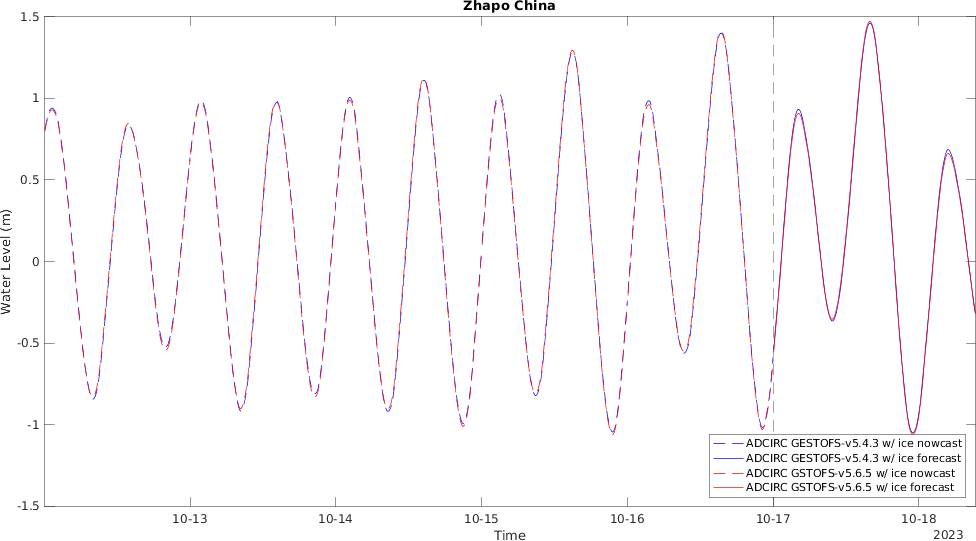 Zhapo China
1.5
1
0.5
0
-0.5
-1
-1.5
Water Level (m)
10-13 10-14 10-15 10-16 10-17 10-18
Time
2023
ADCIRC GESTOFS-v5.4.3 w/ ice nowcast
ADCIRC GESTOFS-v5.4.3 w/ ice forecast
ADCIRC GSTOFS-v5.6.5 w/ ice nowcast
ADCIRC GSTOFS-v5.6.5 w/ ice forecast